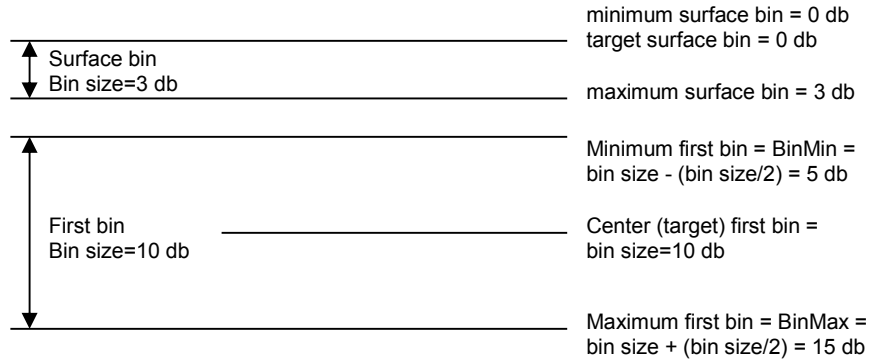 minimum surface bin = 0 db
target surface bin = 0 db
Surface bin
Bin size=3 db
maximum surface bin = 3 db
Minimum first bin = BinMin =
bin size - (bin size/2) = 5 db
First bin
Bin size=10 db
Center (target) first bin =
bin size=10 db
Maximum first bin = BinMax =
bin size + (bin size/2) = 15 db